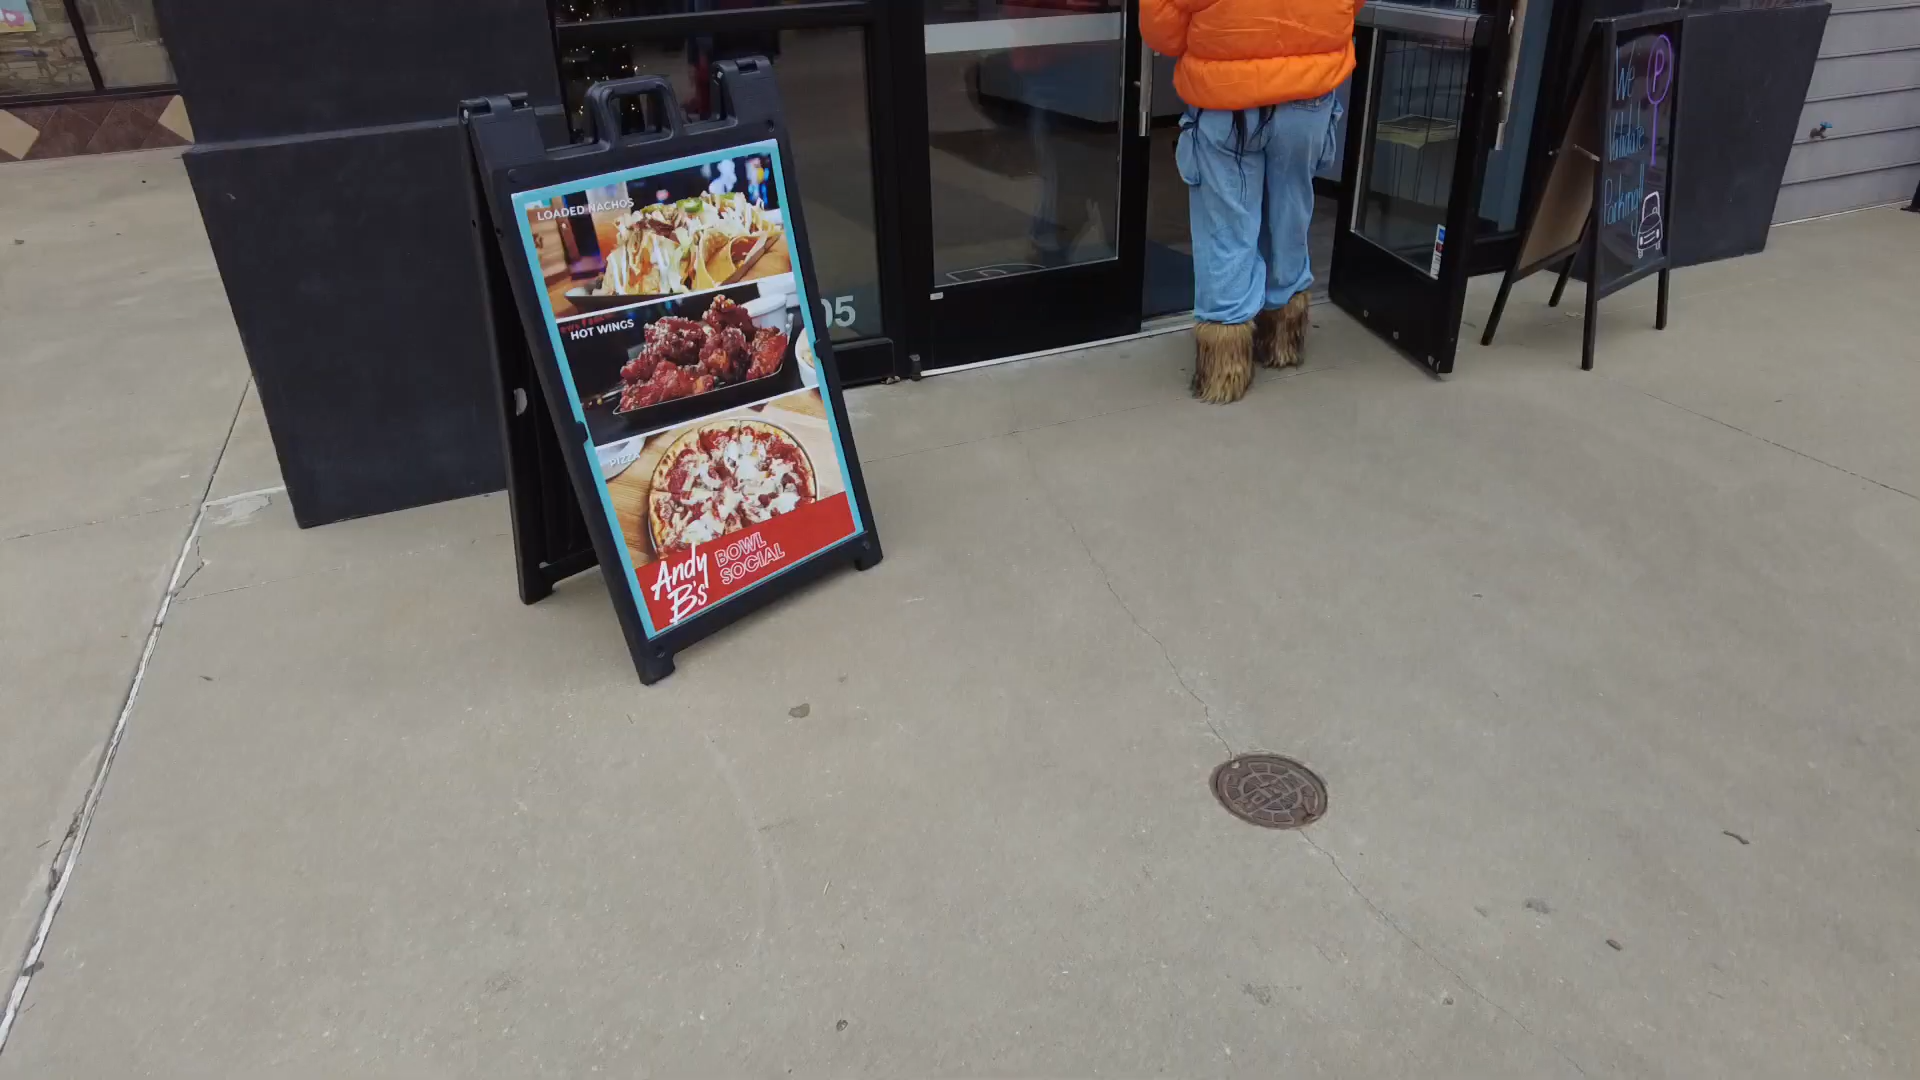 LOADED NACHOS
HOT WINGS
PIZZA
Andy
B's
BOWL
SOCIAL
05
We
Validate
Parking!!
P